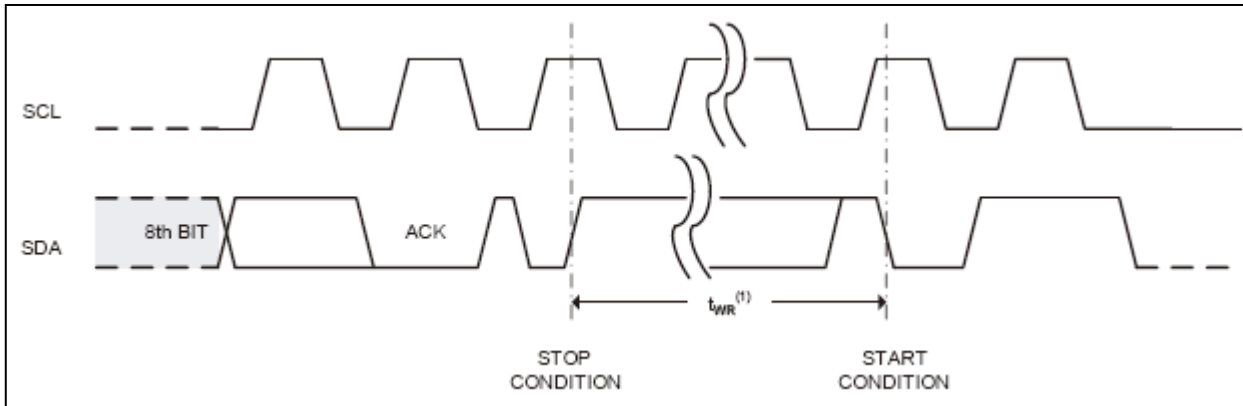 SCL
SDA
8th BIT
ACK
tWR(1)
STOP
CONDITION
START
CONDITION